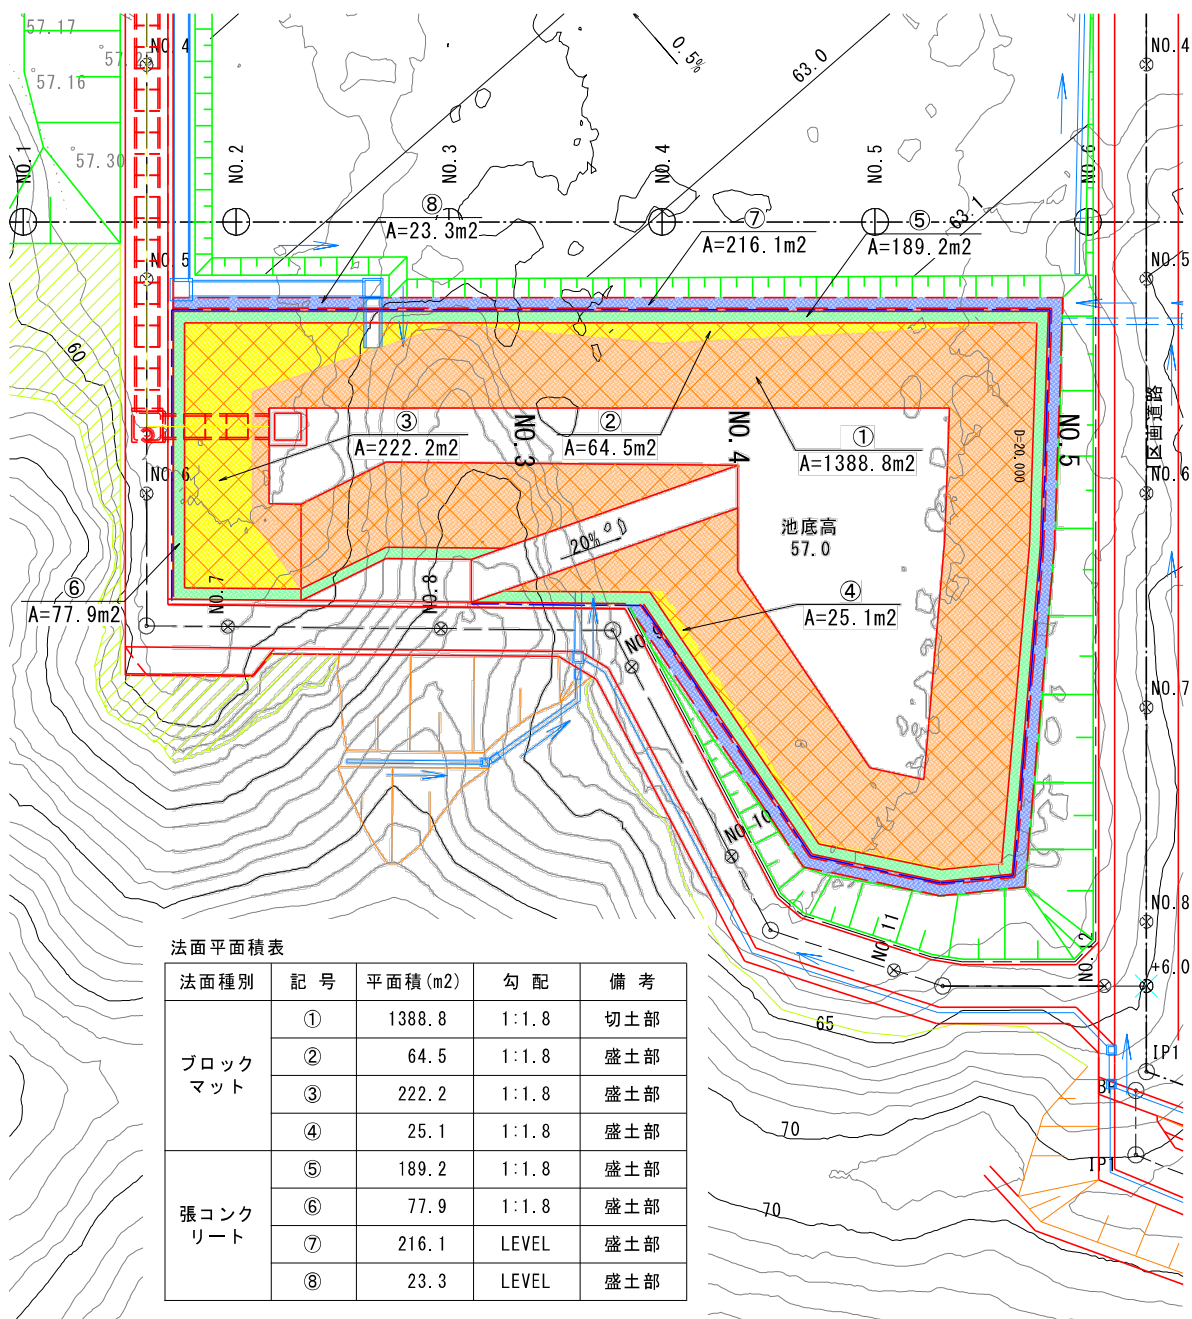 57.17
NO.4
57.25
57.16
57.30
0.5%
63.0
NO.4
NO.1
NO.2
NO.3
NO.4
NO.5
NO.6
⑧
A=23.3m2
⑦
A=216.1m2
⑤
A=189.2m2
63.1
NO.5
NO.5
60
③
A=222.2m2
NO.3
②
A=64.5m2
NO.4
①
A=1388.8m2
D=20.000
NO.5
区画道路
NO.6
NO.6
池底高
57.0
20%
⑥
A=77.9m2
NO.7
NO.8
④
A=25.1m2
NO.9
NO.7
NO.10
NO.8
NO.11
NO.12
+6.0
65
IP1
BP
IP1
70
70
法面平面積表
法面種別 記 号 平面積(m2) 勾 配 備 考
ブロック
マット
① 1388.8 1:1.8 切土部
② 64.5 1:1.8 盛土部
③ 222.2 1:1.8 盛土部
④ 25.1 1:1.8 盛土部
張コンク
リート
⑤ 189.2 1:1.8 盛土部
⑥ 77.9 1:1.8 盛土部
⑦ 216.1 LEVEL 盛土部
⑧ 23.3 LEVEL 盛土部